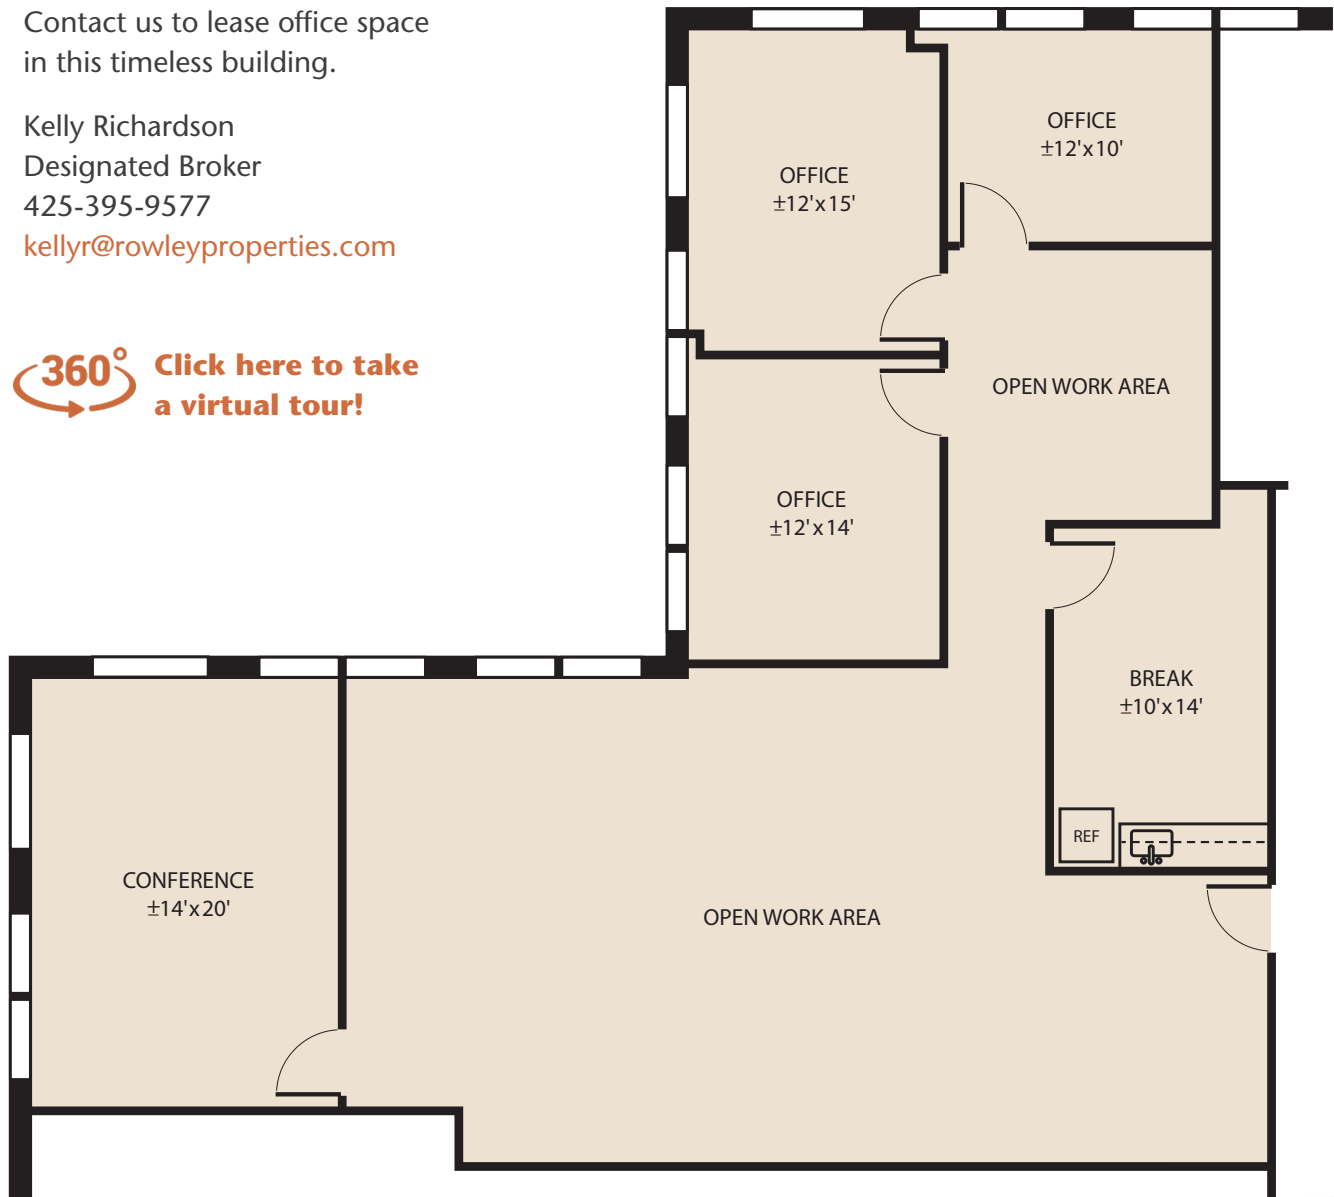 Contact us to lease office space
in this timeless building.
Kelly Richardson
Designated Broker
425-395-9577
kellyr@rowleyproperties.com
360°
Click here to take
a virtual tour!
OFFICE
±12'x10'
OFFICE
±12'x15'
OPEN WORK AREA
OFFICE
±12'x14'
BREAK
±10'x14'
REF
CONFERENCE
±14'x20'
OPEN WORK AREA